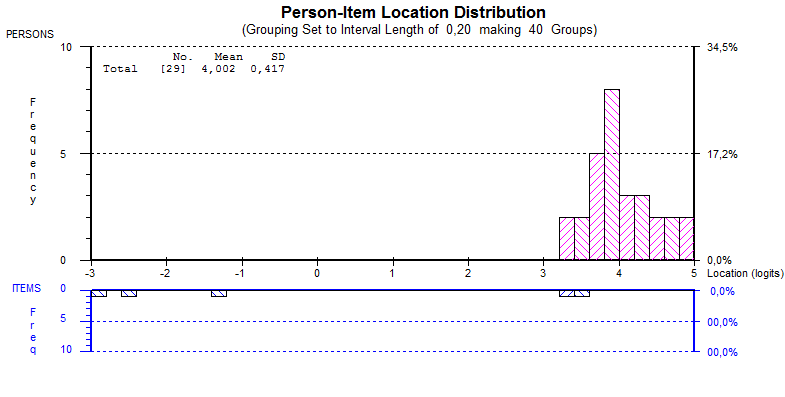 Person-Item Location Distribution
(Grouping Set to Interval Length of 0,20 making 40 Groups)
PERSONS
No. Mean SD
Total [29] 4,002 0,417
Frequency
10
5
0
34,5%
17,2%
0,0%
-3 -2 -1 0 1 2 3 4 5 Location (logits)
ITEMS
Freq
0
5
10
0,0%
00,0%
00,0%